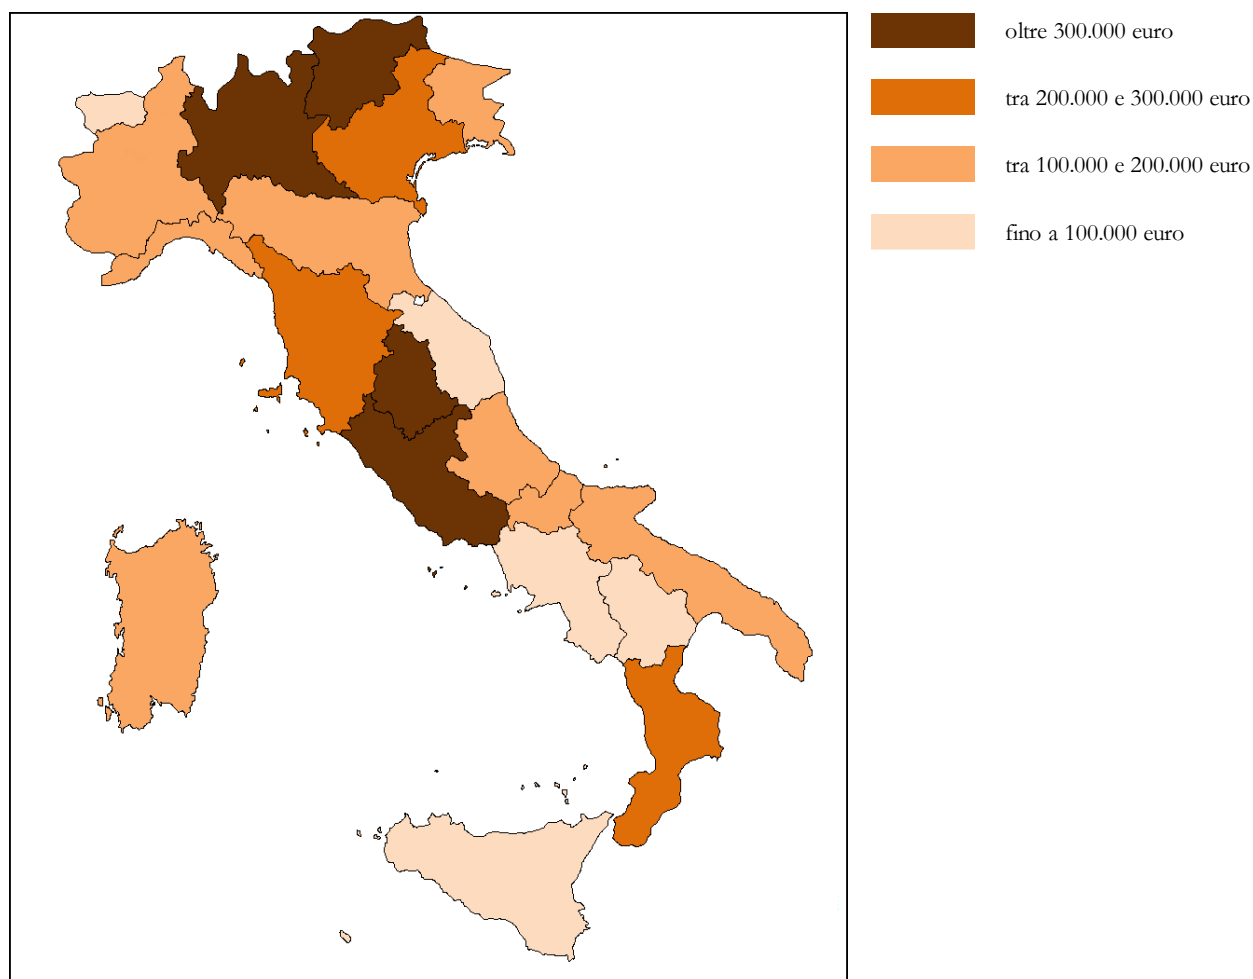 oltre 300.000 euro
tra 200.000 e 300.000 euro
tra 100.000 e 200.000 euro
fino a 100.000 euro